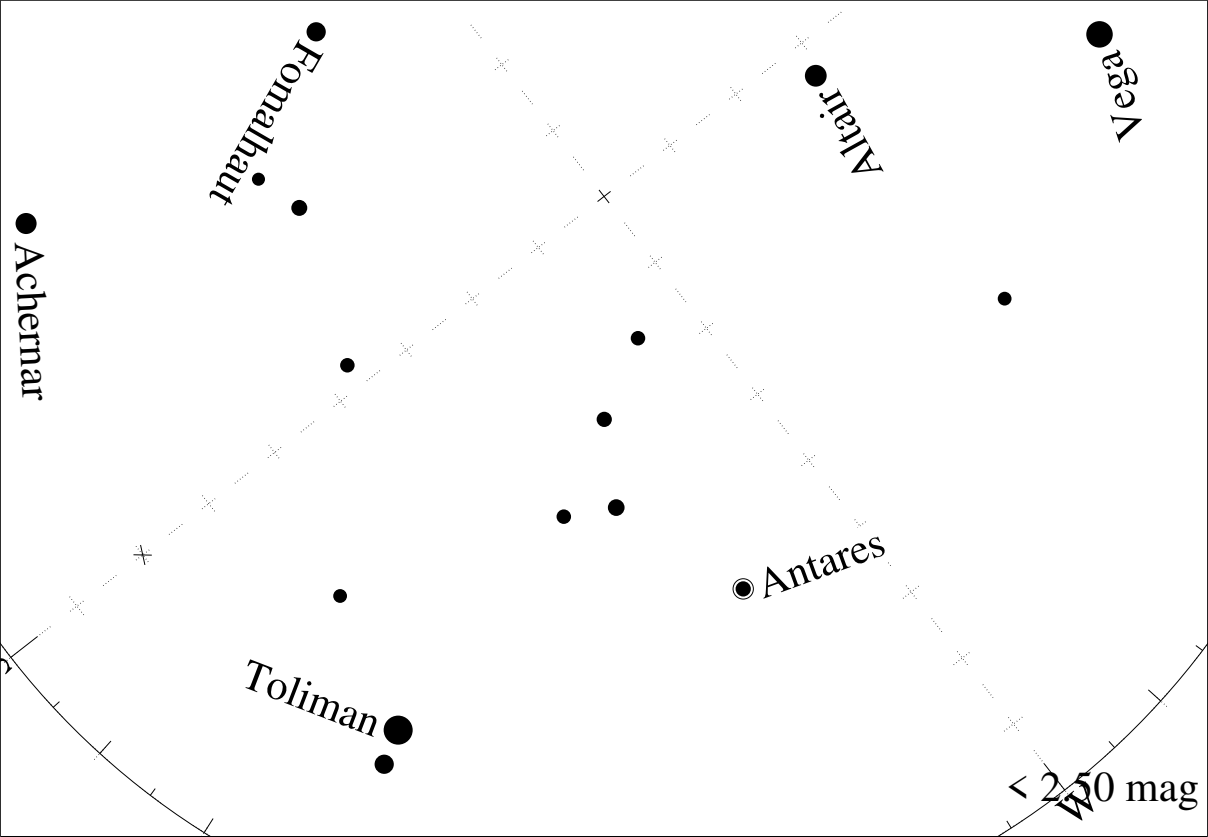 Fomalhaut
Vega
Altair
Achernar
Antares
Toliman
< 2.50 mag
W